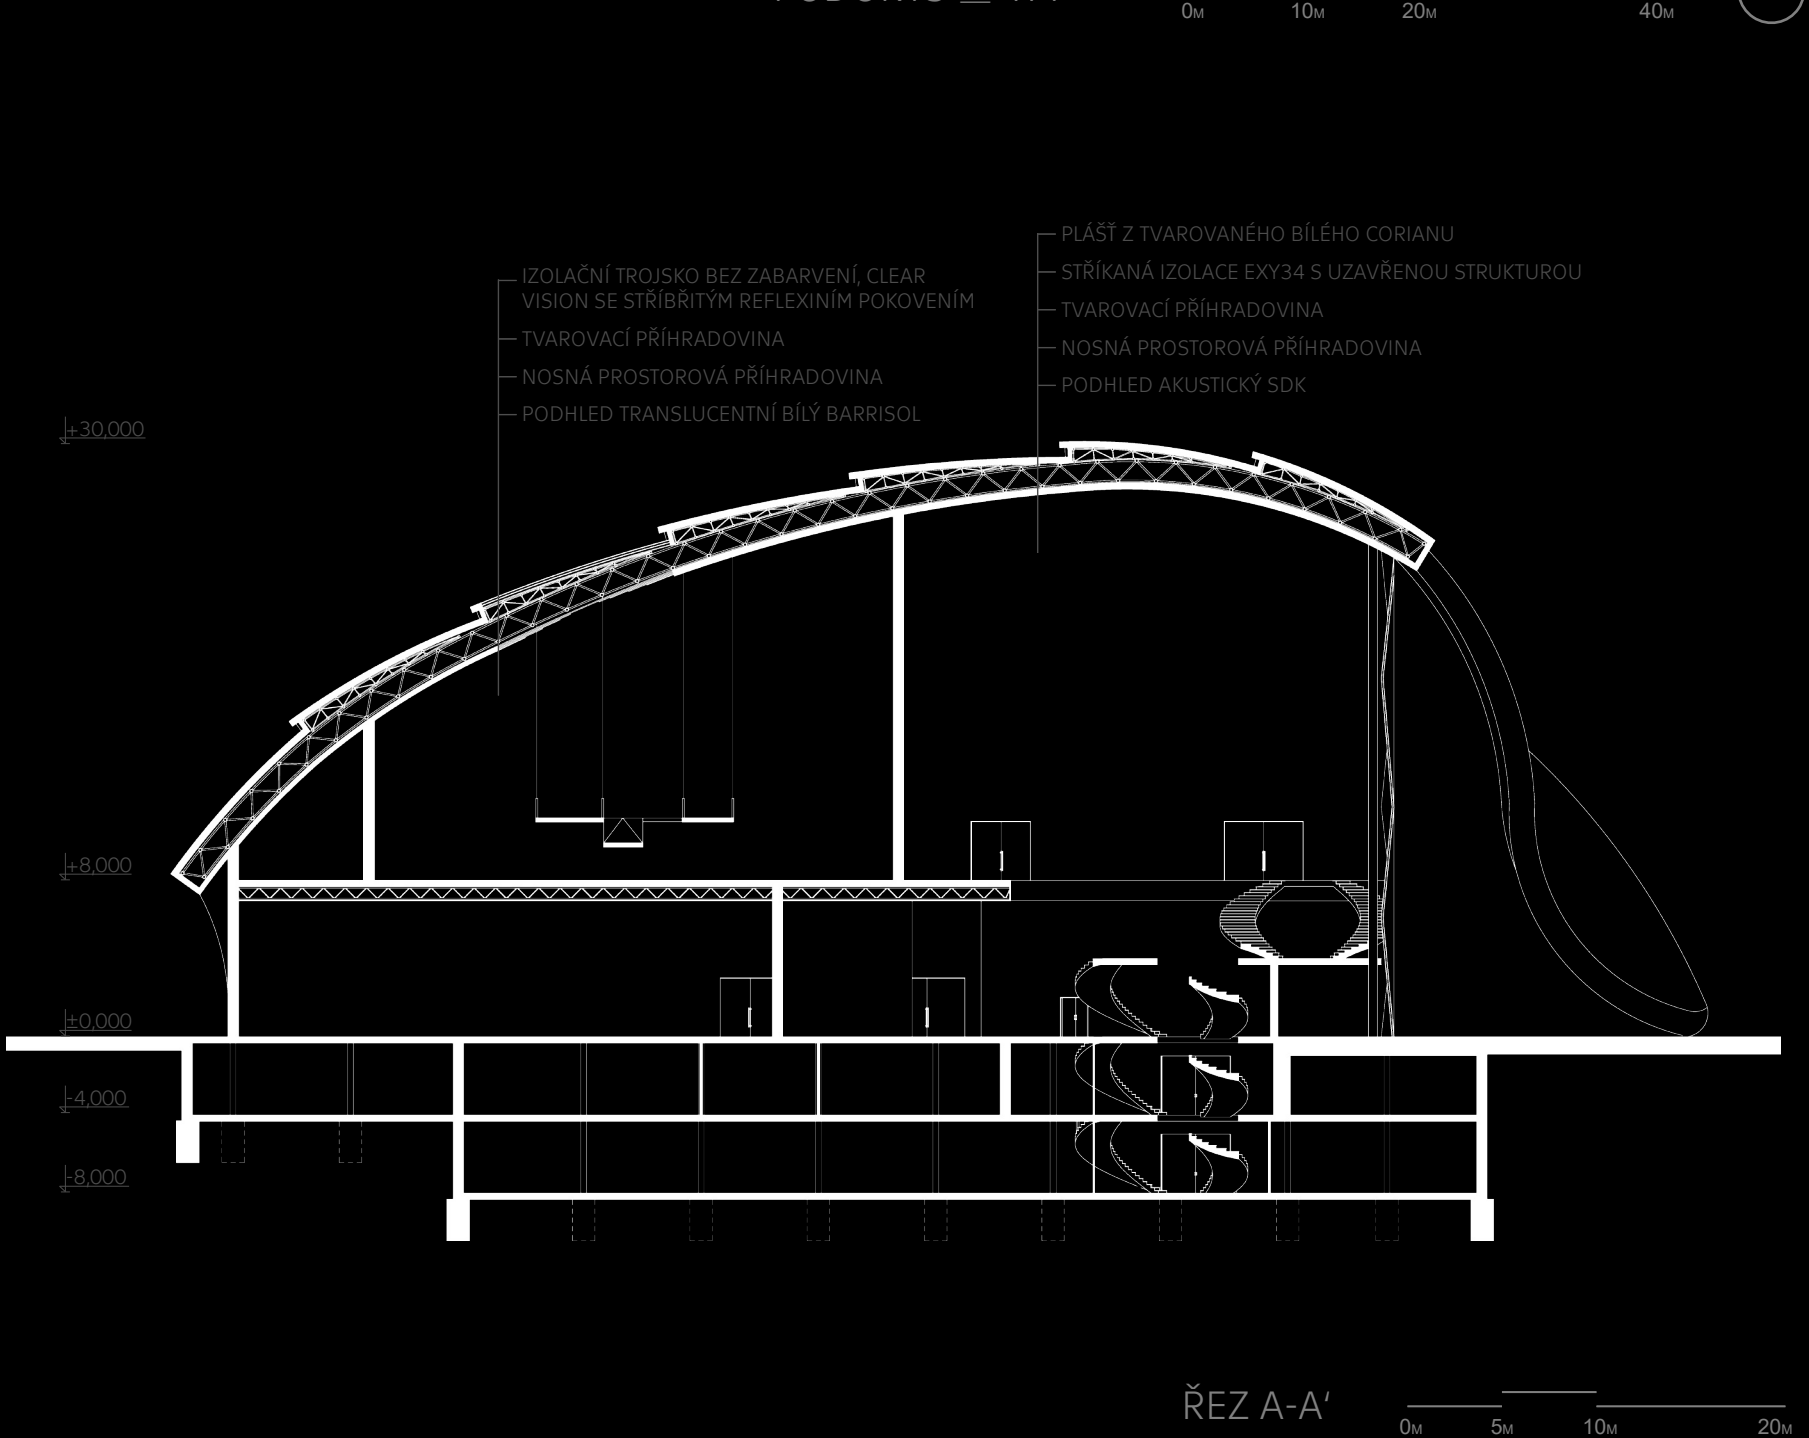 0M 10M 20M 40M
PLÁŠŤ Z TVAROVANÉHO BÍLÉHO CORIANU
STŘÍKANÁ IZOLACE EXY34 S UZAVŘENOU STRUKTUROU
TVAROVACÍ PŘÍHRADOVINA
NOSNÁ PROSTOROVÁ PŘÍHRADOVINA
PODHLED AKUSTICKÝ SDK
IZOLAČNÍ TROJSKO BEZ ZABARVENÍ, CLEAR
VISION SE STŘÍBŘITÝM REFLEXINÍM POKOVENÍM
TVAROVACÍ PŘÍHRADOVINA
NOSNÁ PROSTOROVÁ PŘÍHRADOVINA
PODHLED TRANSLUCENTNÍ BÍLÝ BARRISOL
+30,000
+8,000
±0,000
-4,000
-8,000
ŘEZ A-A'
0M 5M 10M 20M